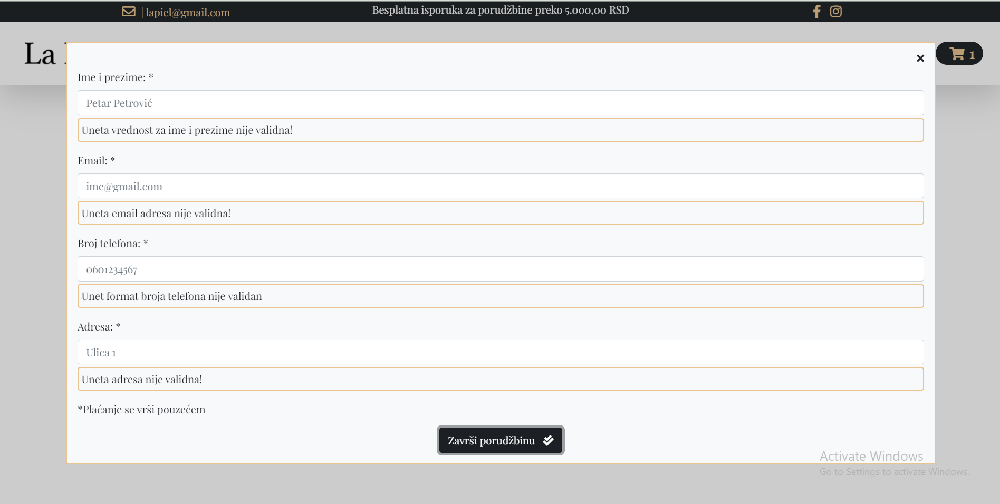 | lapiel@gmail.com
Besplatna isporuka za porudžbine preko 5.000,00 RSD
La
1
Ime i prezime: *
Petar Petrović
Uneta vrednost za ime i prezime nije validna!
Email: *
ime@gmail.com
Uneta email adresa nije validna!
Broj telefona: *
0601234567
Unet format broja telefona nije validan
Adresa: *
Ulica 1
Uneta adresa nije validna!
*Plaćanje se vrši pouzećem
Završi porudžbinu
Activate Windows
Go to Settings to activate Windows.